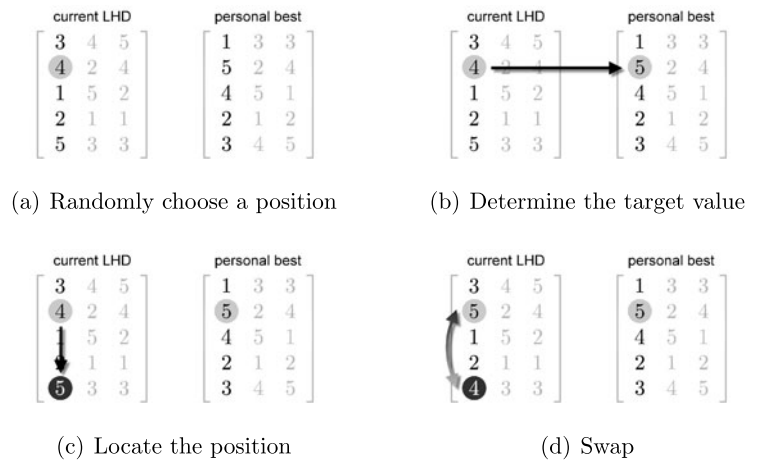 current LHD personal best
3 4 5 1 3 3
4 2 4 5 2 4
1 5 2 4 5 1
2 1 1 2 1 2
5 3 3 3 4 5
(a) Randomly choose a position
current LHD personal best
3 4 5 1 3 3
4 2 4 5 2 4
1 5 2 4 5 1
2 1 1 2 1 2
5 3 3 3 4 5
(b) Determine the target value
current LHD personal best
3 4 5 1 3 3
4 2 4 5 2 4
5 2 4 5 1
1 1 2 1 2
5 3 3 3 4 5
(c) Locate the position
current LHD personal best
3 4 5 1 3 3
5 2 4 5 2 4
1 5 2 4 5 1
2 1 1 2 1 2
4 3 3 3 4 5
(d) Swap